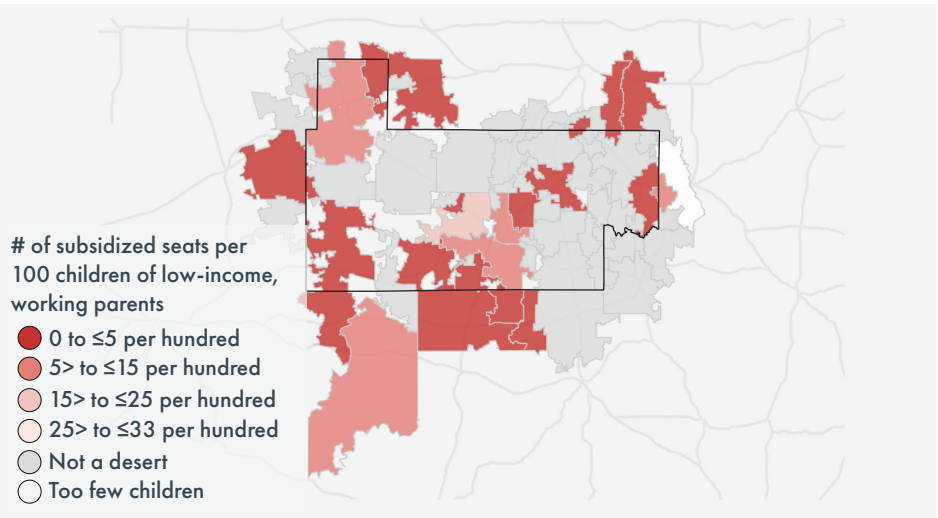 # of subsidized seats per
100 children of low-income,
working parents
0 to ≤5 per hundred
5> to ≤15 per hundred
15> to ≤25 per hundred
25> to ≤33 per hundred
Not a desert
Too few children